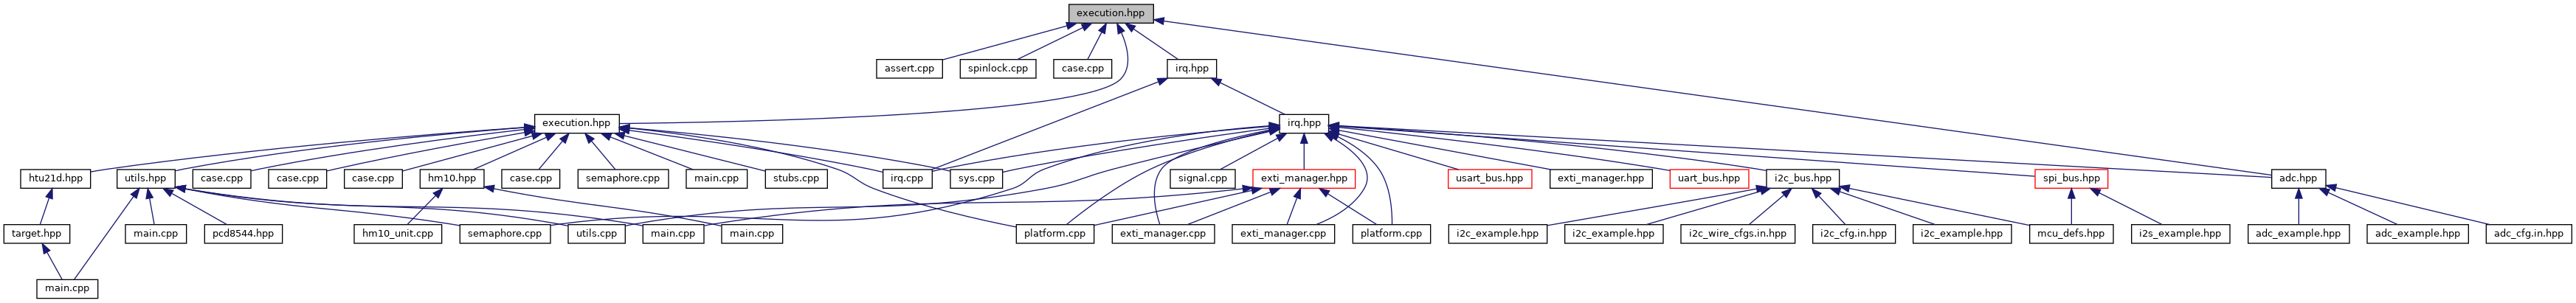 execution.hpp
assert.cpp
spinlock.cpp
case.cpp
irq.hpp
execution.hpp
irq.hpp
htu21d.hpp
utils.hpp
case.cpp
case.cpp
case.cpp
hm10.hpp
case.cpp
semaphore.cpp
main.cpp
stubs.cpp
irq.cpp
sys.cpp
signal.cpp
exti_manager.hpp
usart_bus.hpp
exti_manager.hpp
uart_bus.hpp
i2c_bus.hpp
spi_bus.hpp
adc.hpp
target.hpp
main.cpp
pcd8544.hpp
hm10_unit.cpp
semaphore.cpp
utils.cpp
main.cpp
main.cpp
platform.cpp
exti_manager.cpp
exti_manager.cpp
platform.cpp
i2c_example.hpp
i2c_example.hpp
i2c_wire_cfgs.in.hpp
i2c_cfg.in.hpp
i2c_example.hpp
mcu_defs.hpp
i2s_example.hpp
adc_example.hpp
adc_example.hpp
adc_cfg.in.hpp
main.cpp